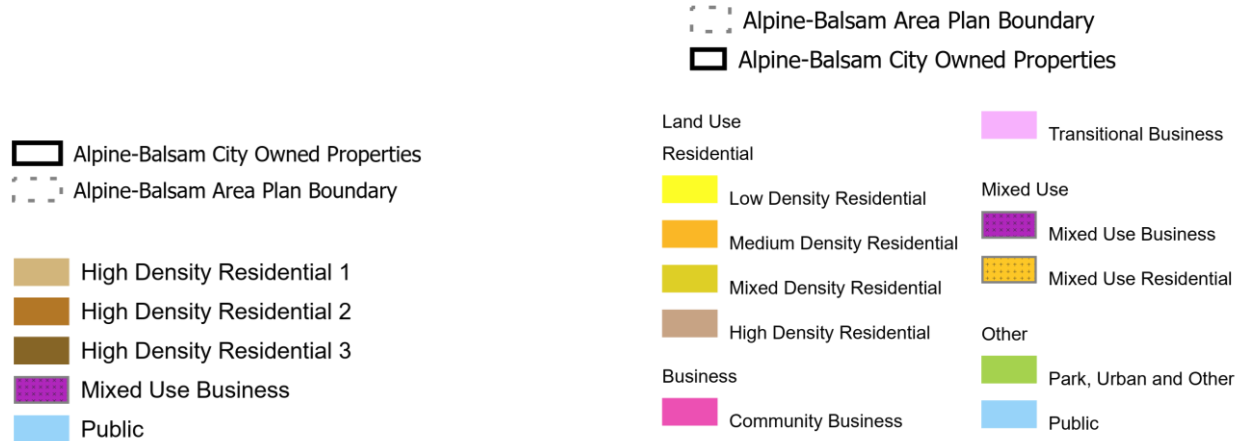 Alpine-Balsam City Owned Properties
Alpine-Balsam Area Plan Boundary
High Density Residential 1
High Density Residential 2
High Density Residential 3
Mixed Use Business
Public
Alpine-Balsam Area Plan Boundary
Alpine-Balsam City Owned Properties
Land Use
Residential
Low Density Residential
Medium Density Residential
Mixed Density Residential
High Density Residential
Business
Community Business
Transitional Business
Mixed Use
Mixed Use Business
Mixed Use Residential
Other
Park, Urban and Other
Public